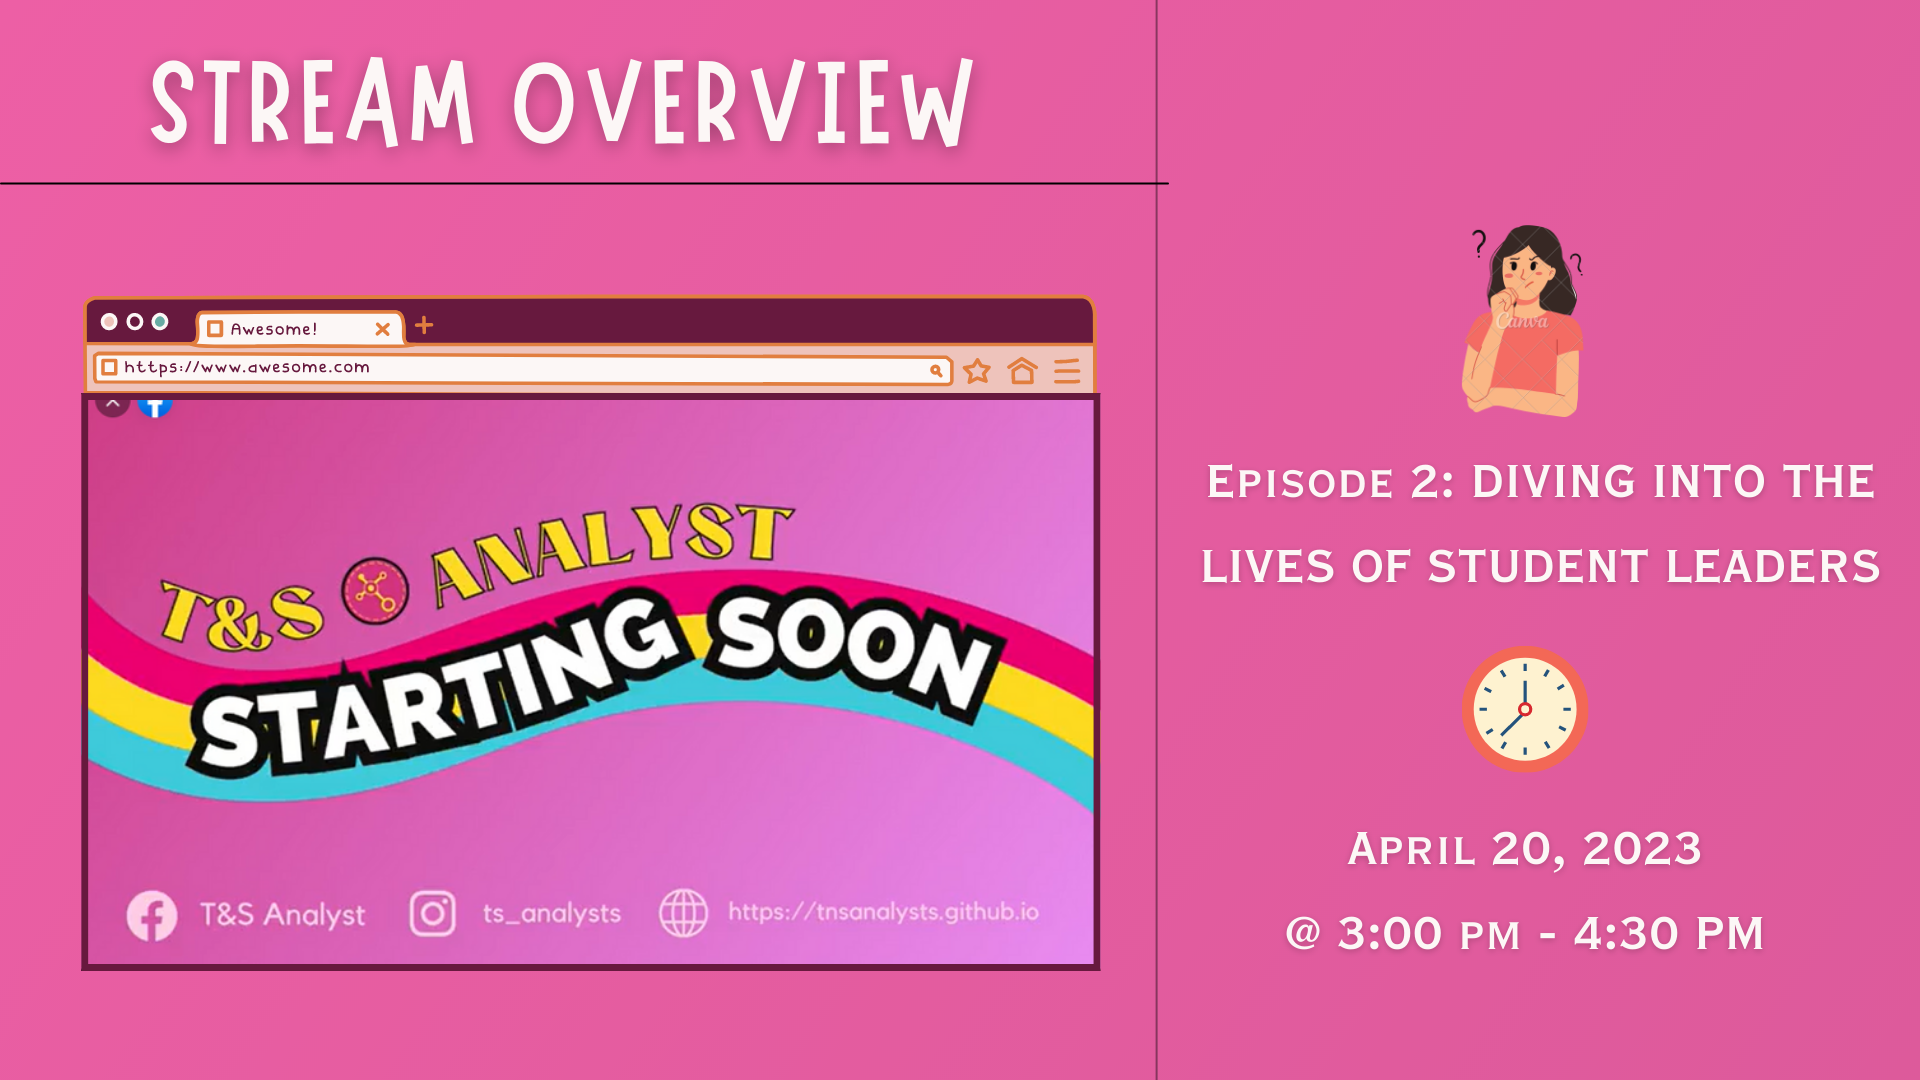 STREAM OVERVIEW
Awesome!
https://www.awesome.com
T&S ANALYST
STARTING SOON
T&S Analyst
ts_analysts
https://tnsanalysts.github.io
? ?
Canva
Episode 2: DIVING INTO THE
LIVES OF STUDENT LEADERS
April 20, 2023
@ 3:00 PM - 4:30 PM